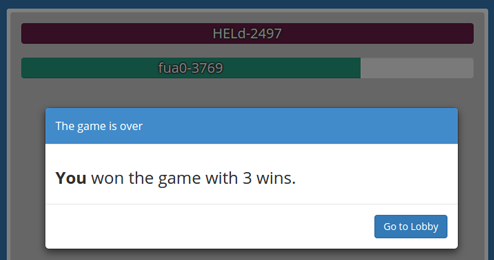 HELd-2497
fua0-3769
The game is over
You won the game with 3 wins.
Go to Lobby